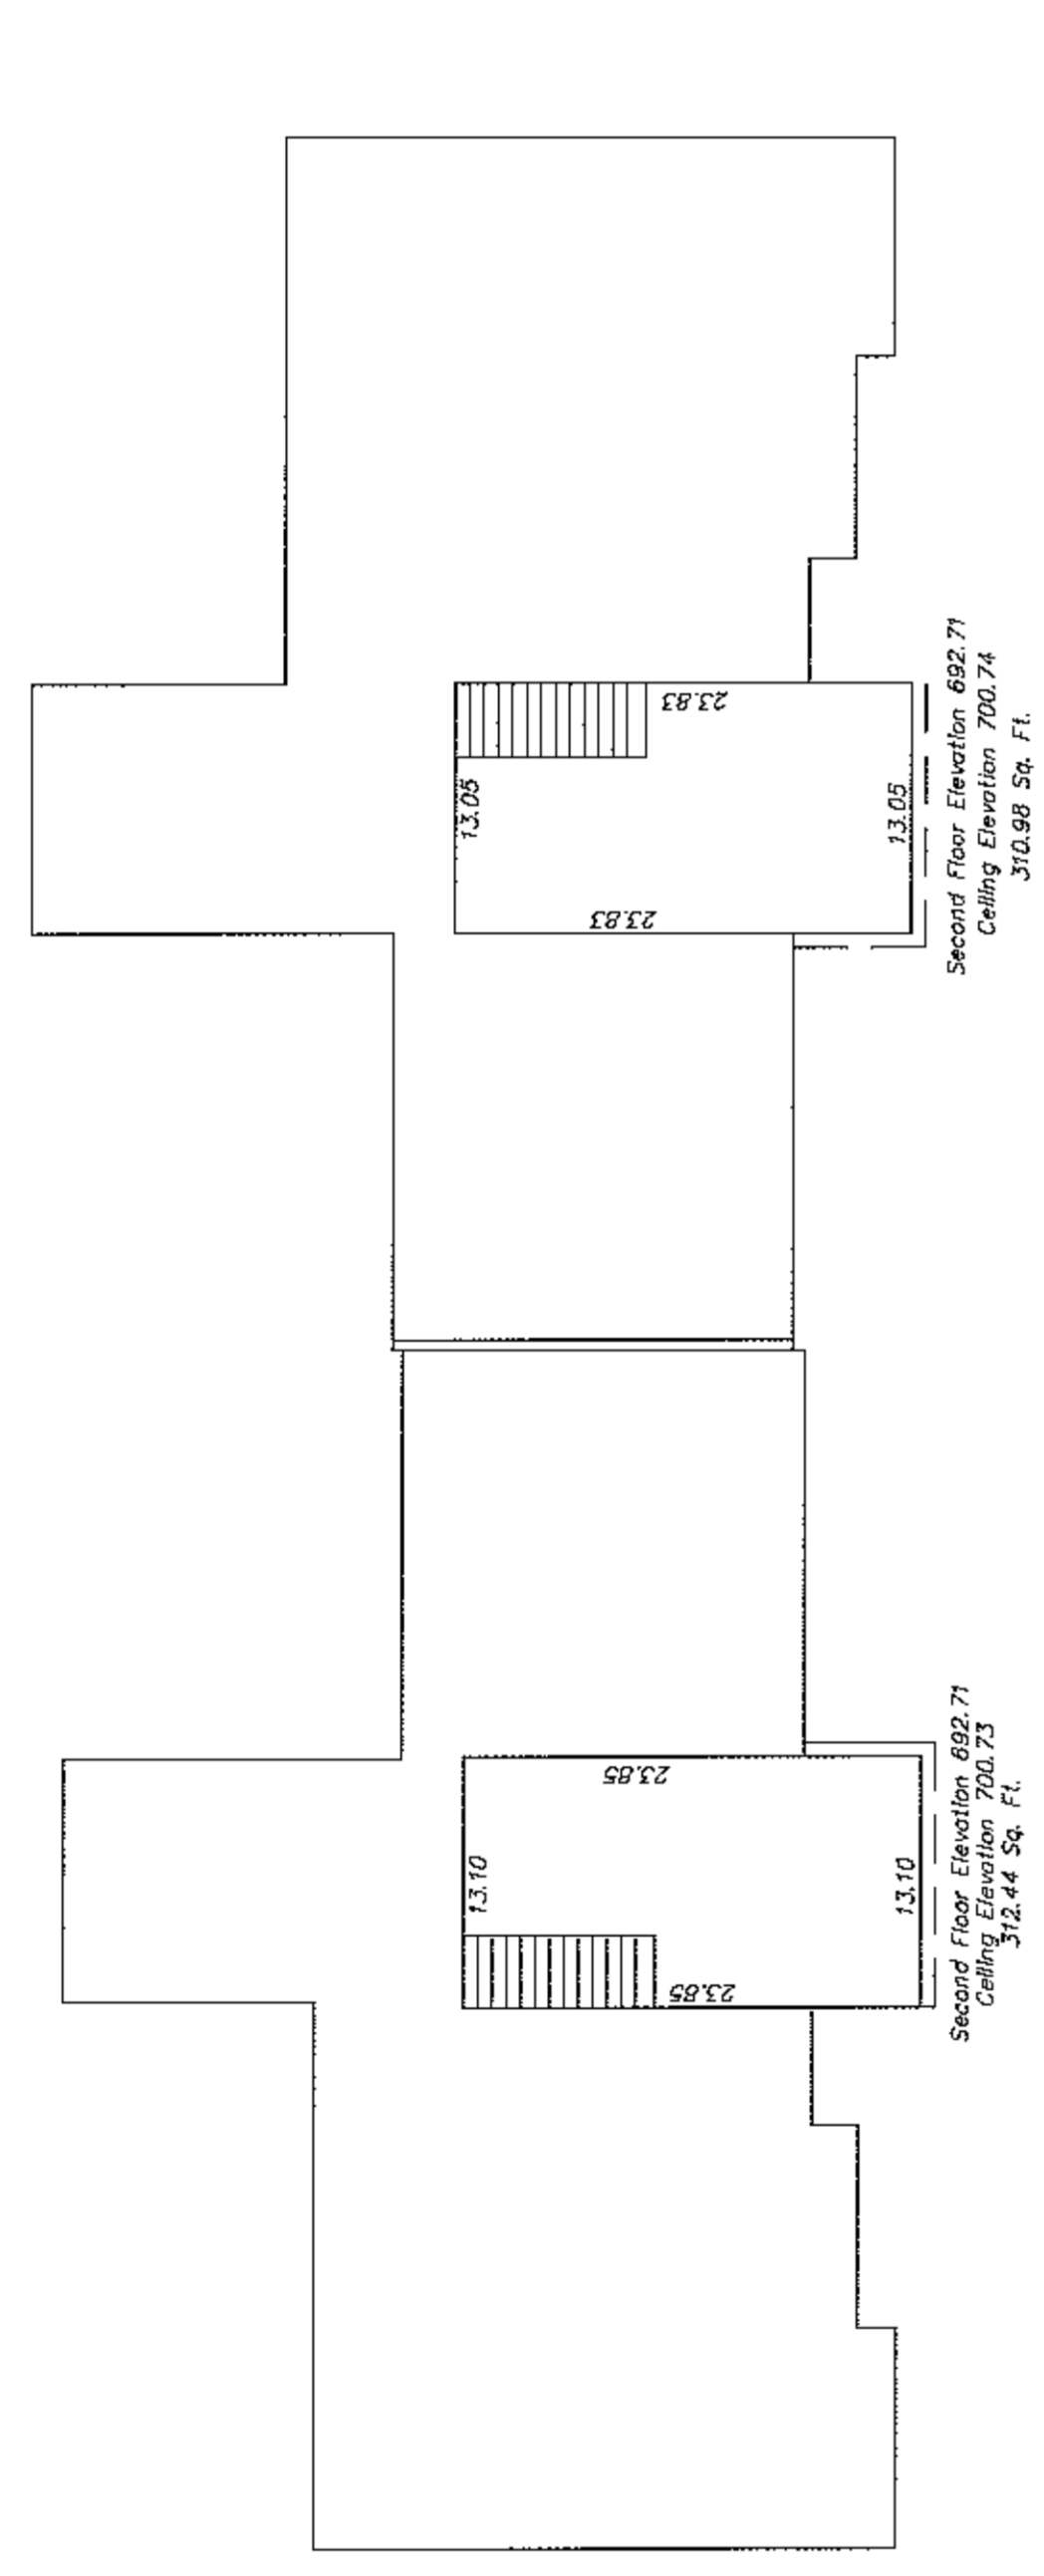 23.83
13.05
23.83
13.05
Second Floor Elevation 692.71
Ceiling Elevation 700.74
310.98 Sq. Ft.
23.85
13.10
23.85
13.10
Second Floor Elevation 692.71
Ceiling Elevation 700.73
312.44 Sq. Ft.